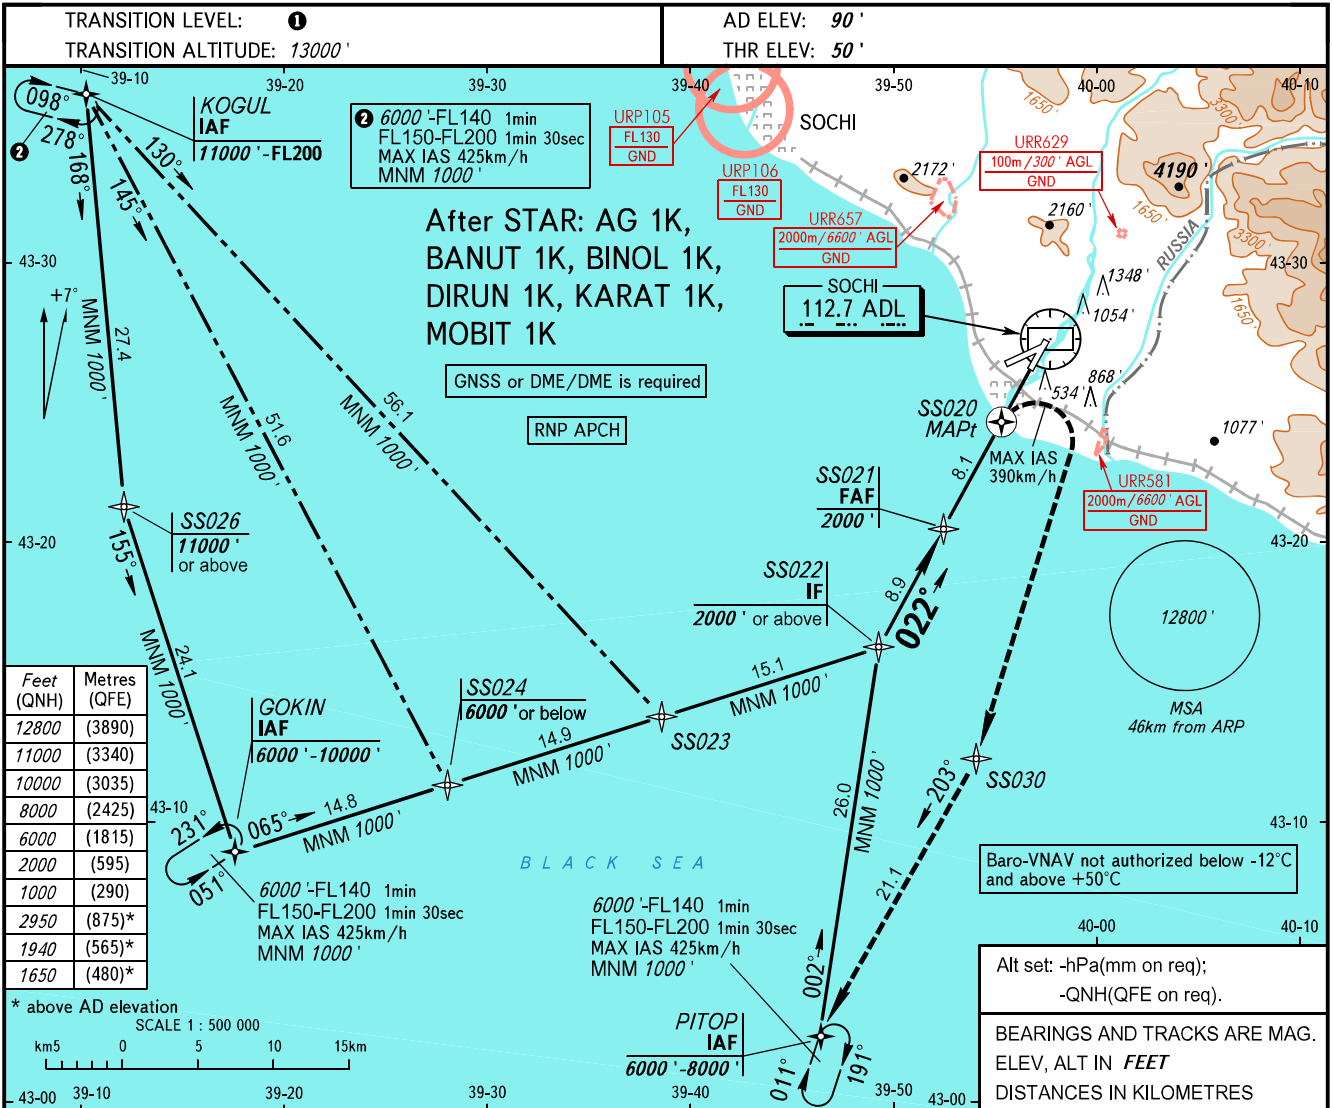 TRANSITION LEVEL: ❶
TRANSITION ALTITUDE: 13000 '
AD ELEV: 90 '
THR ELEV: 50 '
39-10
39-20
39-30
39-40
39-50
40-00
40-10
43-30
43-20
43-10
43-00
098°
278°
❷
KOGUL
IAF
11000 '-FL200
❷ 6000 '-FL140 1min
FL150-FL200 1min 30sec
MAX IAS 425km/h
MNM 1000 '
168°
145°
130°
After STAR: AG 1K,
BANUT 1K, BINOL 1K,
DIRUN 1K, KARAT 1K,
MOBIT 1K
GNSS or DME/DME is required
RNP APCH
URP105
FL130
GND
URP106
FL130
GND
SOCHI
2172 '
URR629
100m/300 ' AGL
GND
4190 '
1650 '
3300 '
1650 '
2160 '
URR657
2000m/6600 ' AGL
GND
RUSSIA
3300 '
1650 '
43-30
SOCHI
112.7 ADL
1348 '
1054 '
534 '
868 '
1077 '
+7°
27.4
MNM 1000 '
51.6
MNM 1000 '
56.1
MNM 1000 '
SS020
MAPt
MAX IAS
390km/h
8.1
URR581
2000m/6600 ' AGL
GND
SS021
FAF
2000 '
SS026
11000 '
or above
155°
43-20
SS022
IF
2000 ' or above
8.9
022°
12800 '
MSA
46km from ARP
24.1
MNM 1000 '
Feet
(QNH)
Metres
(QFE)
12800 (3890)
11000 (3340)
10000 (3035)
8000 (2425)
6000 (1815)
2000 (595)
1000 (290)
2950 (875)*
1940 (565)*
1650 (480)*
* above AD elevation
GOKIN
IAF
6000 '-10000 '
SS024
6000 ' or below
SS023
15.1
MNM 1000 '
14.9
MNM 1000 '
14.8
MNM 1000 '
065°
231°
051°
6000 '-FL140 1min
FL150-FL200 1min 30sec
MAX IAS 425km/h
MNM 1000 '
BLACK SEA
26.0
MNM 1000 '
SS030
203°
21.1
43-10
Baro-VNAV not authorized below -12°C
and above +50°C
6000 '-FL140 1min
FL150-FL200 1min 30sec
MAX IAS 425km/h
MNM 1000 '
002°
PITOP
IAF
6000 '-8000 '
011°
191°
SCALE 1 : 500 000
km5 0 5 10 15km
40-00
40-10
Alt set: -hPa(mm on req);
-QNH(QFE on req).
BEARINGS AND TRACKS ARE MAG.
ELEV, ALT IN FEET
DISTANCES IN KILOMETRES
39-10
39-20
39-30
39-40
39-50
43-00